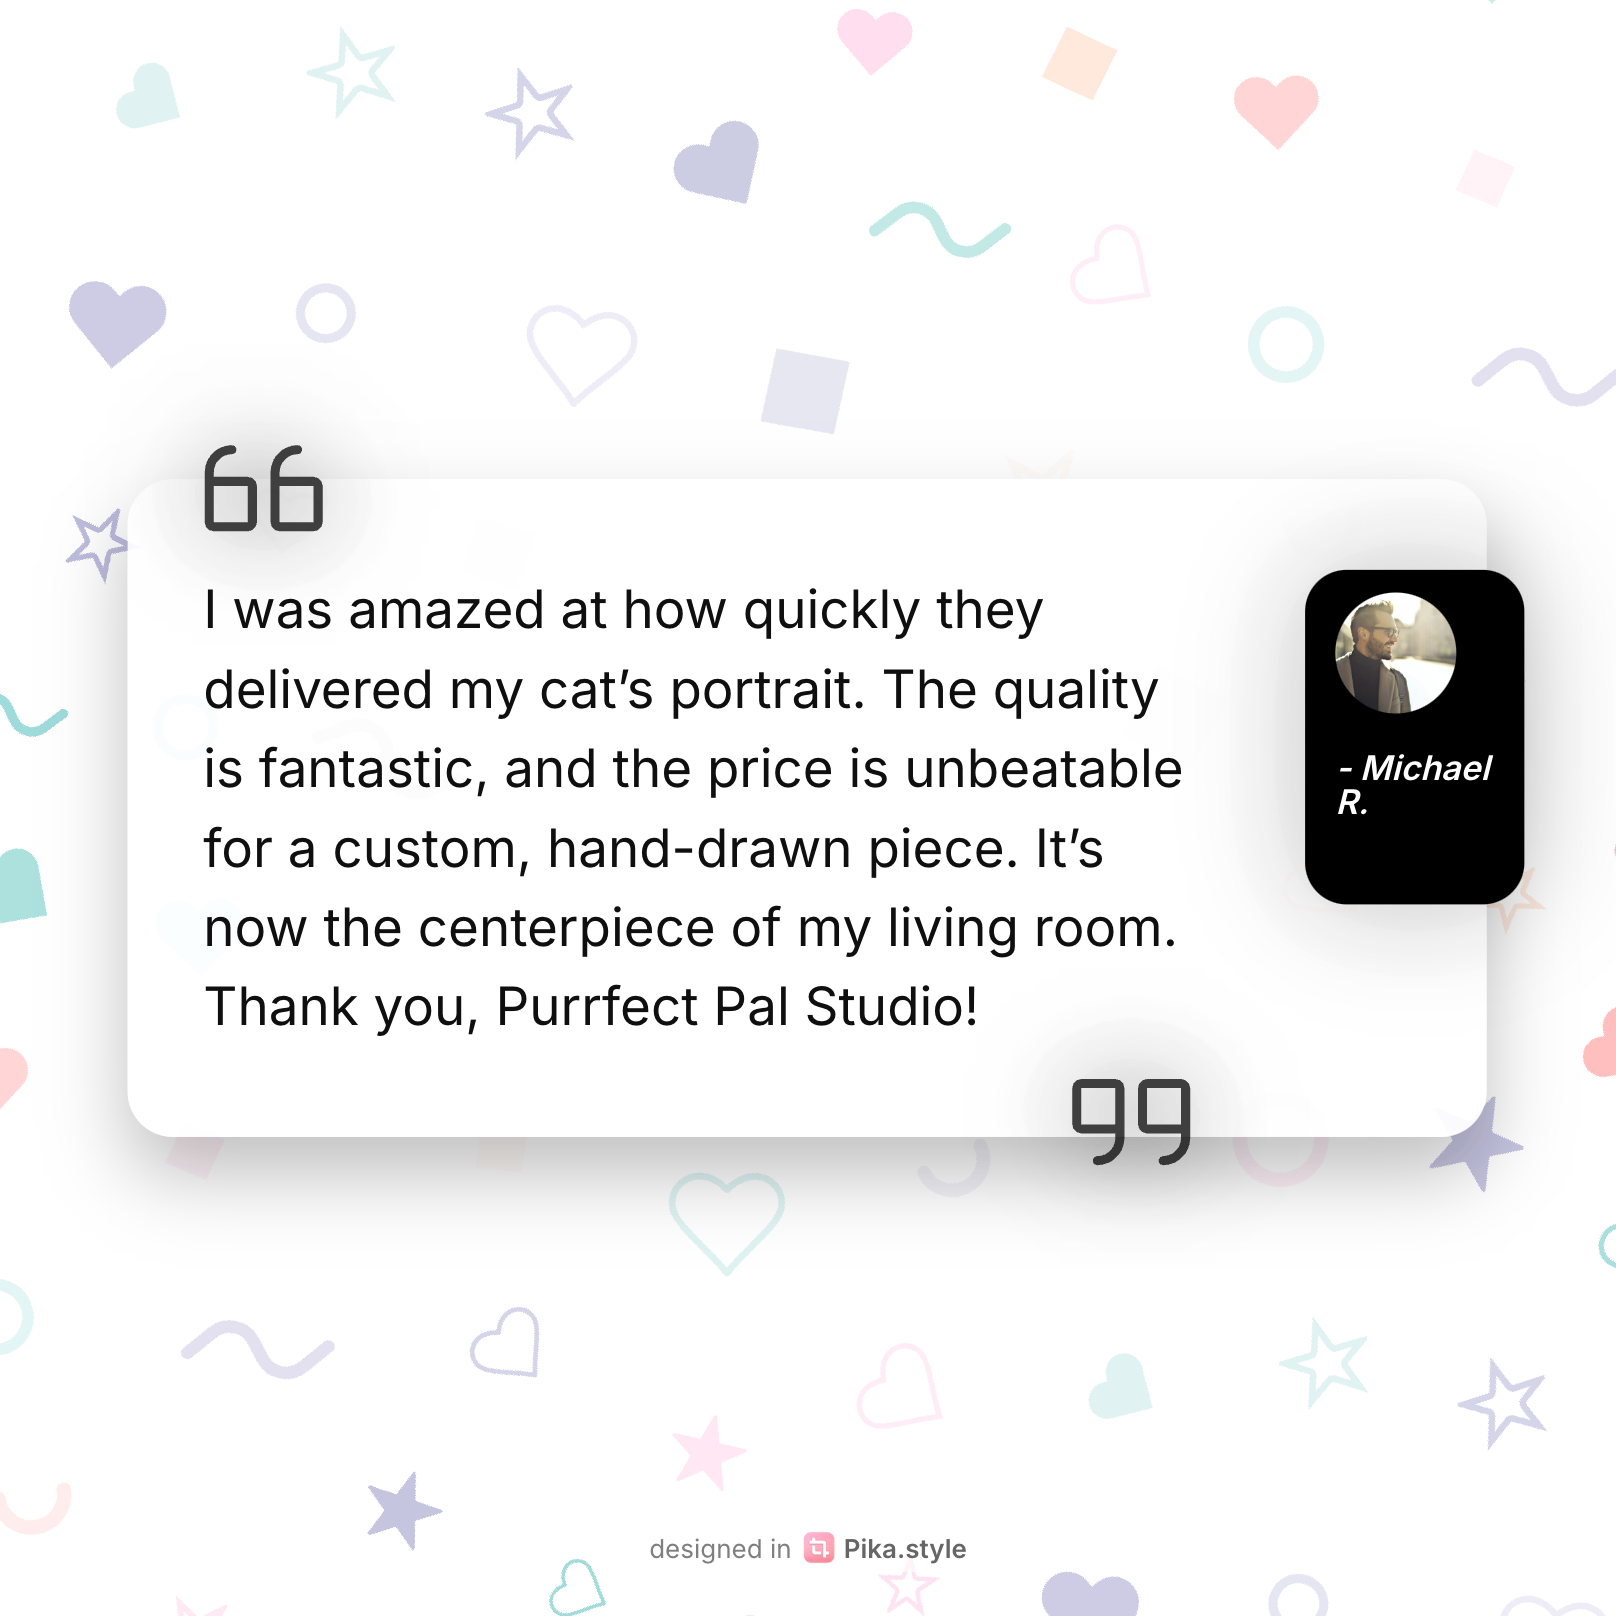 I was amazed at how quickly they
delivered my cat’s portrait. The quality
is fantastic, and the price is unbeatable
for a custom, hand-drawn piece. It’s
now the centerpiece of my living room.
Thank you, Purrfect Pal Studio!
- Michael
R.
designed in Pika.style